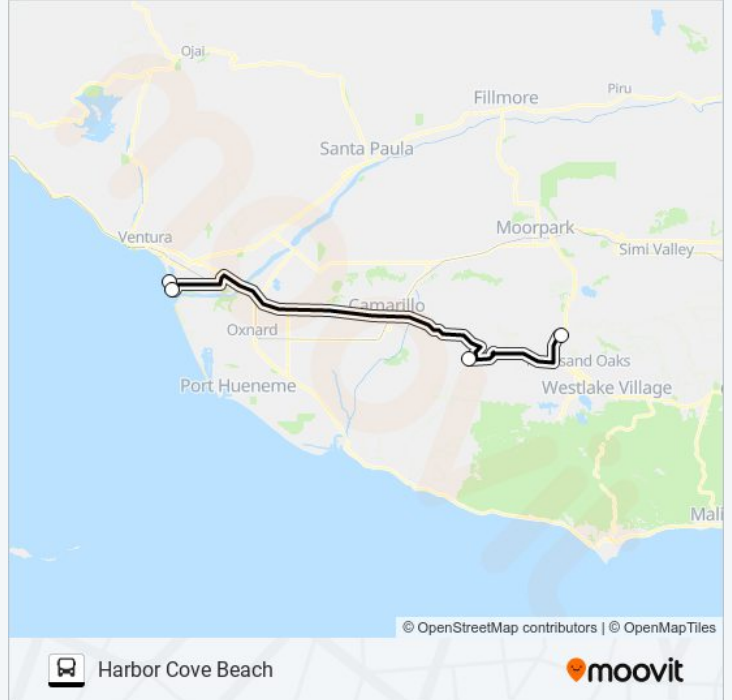 Ojai
Piru
Fillmore
Santa Paula
Moorpark
Ventura
Simi Valley
Camarillo
Oxnard
sand Oaks
Port Hueneme
Westlake Village
Mali
moovit
© OpenStreetMap contributors | © OpenMapTiles
Harbor Cove Beach
moovit